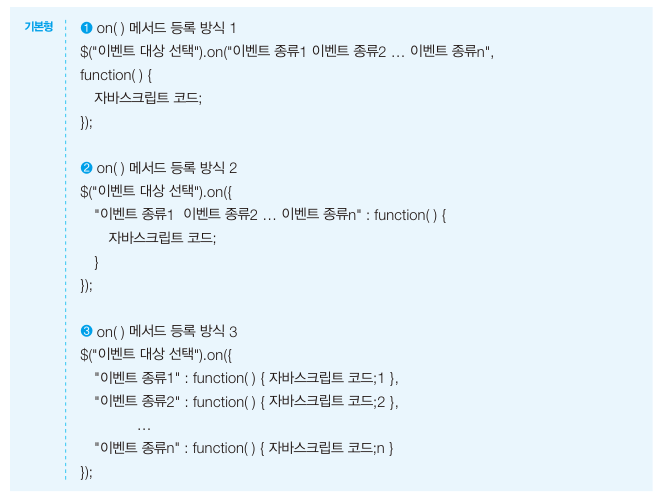 기본형
❶ on( ) 메서드 등록 방식 1
$("이벤트 대상 선택").on("이벤트 종류1 이벤트 종류2 … 이벤트 종류n",
function( ) {
자바스크립트 코드;
});
❷ on( ) 메서드 등록 방식 2
$("이벤트 대상 선택").on({
"이벤트 종류1 이벤트 종류2 … 이벤트 종류n" : function( ) {
자바스크립트 코드;
}
});
❸ on( ) 메서드 등록 방식 3
$("이벤트 대상 선택").on({
"이벤트 종류1" : function( ) { 자바스크립트 코드;1 },
"이벤트 종류2" : function( ) { 자바스크립트 코드;2 },
…
"이벤트 종류n" : function( ) { 자바스크립트 코드;n }
});